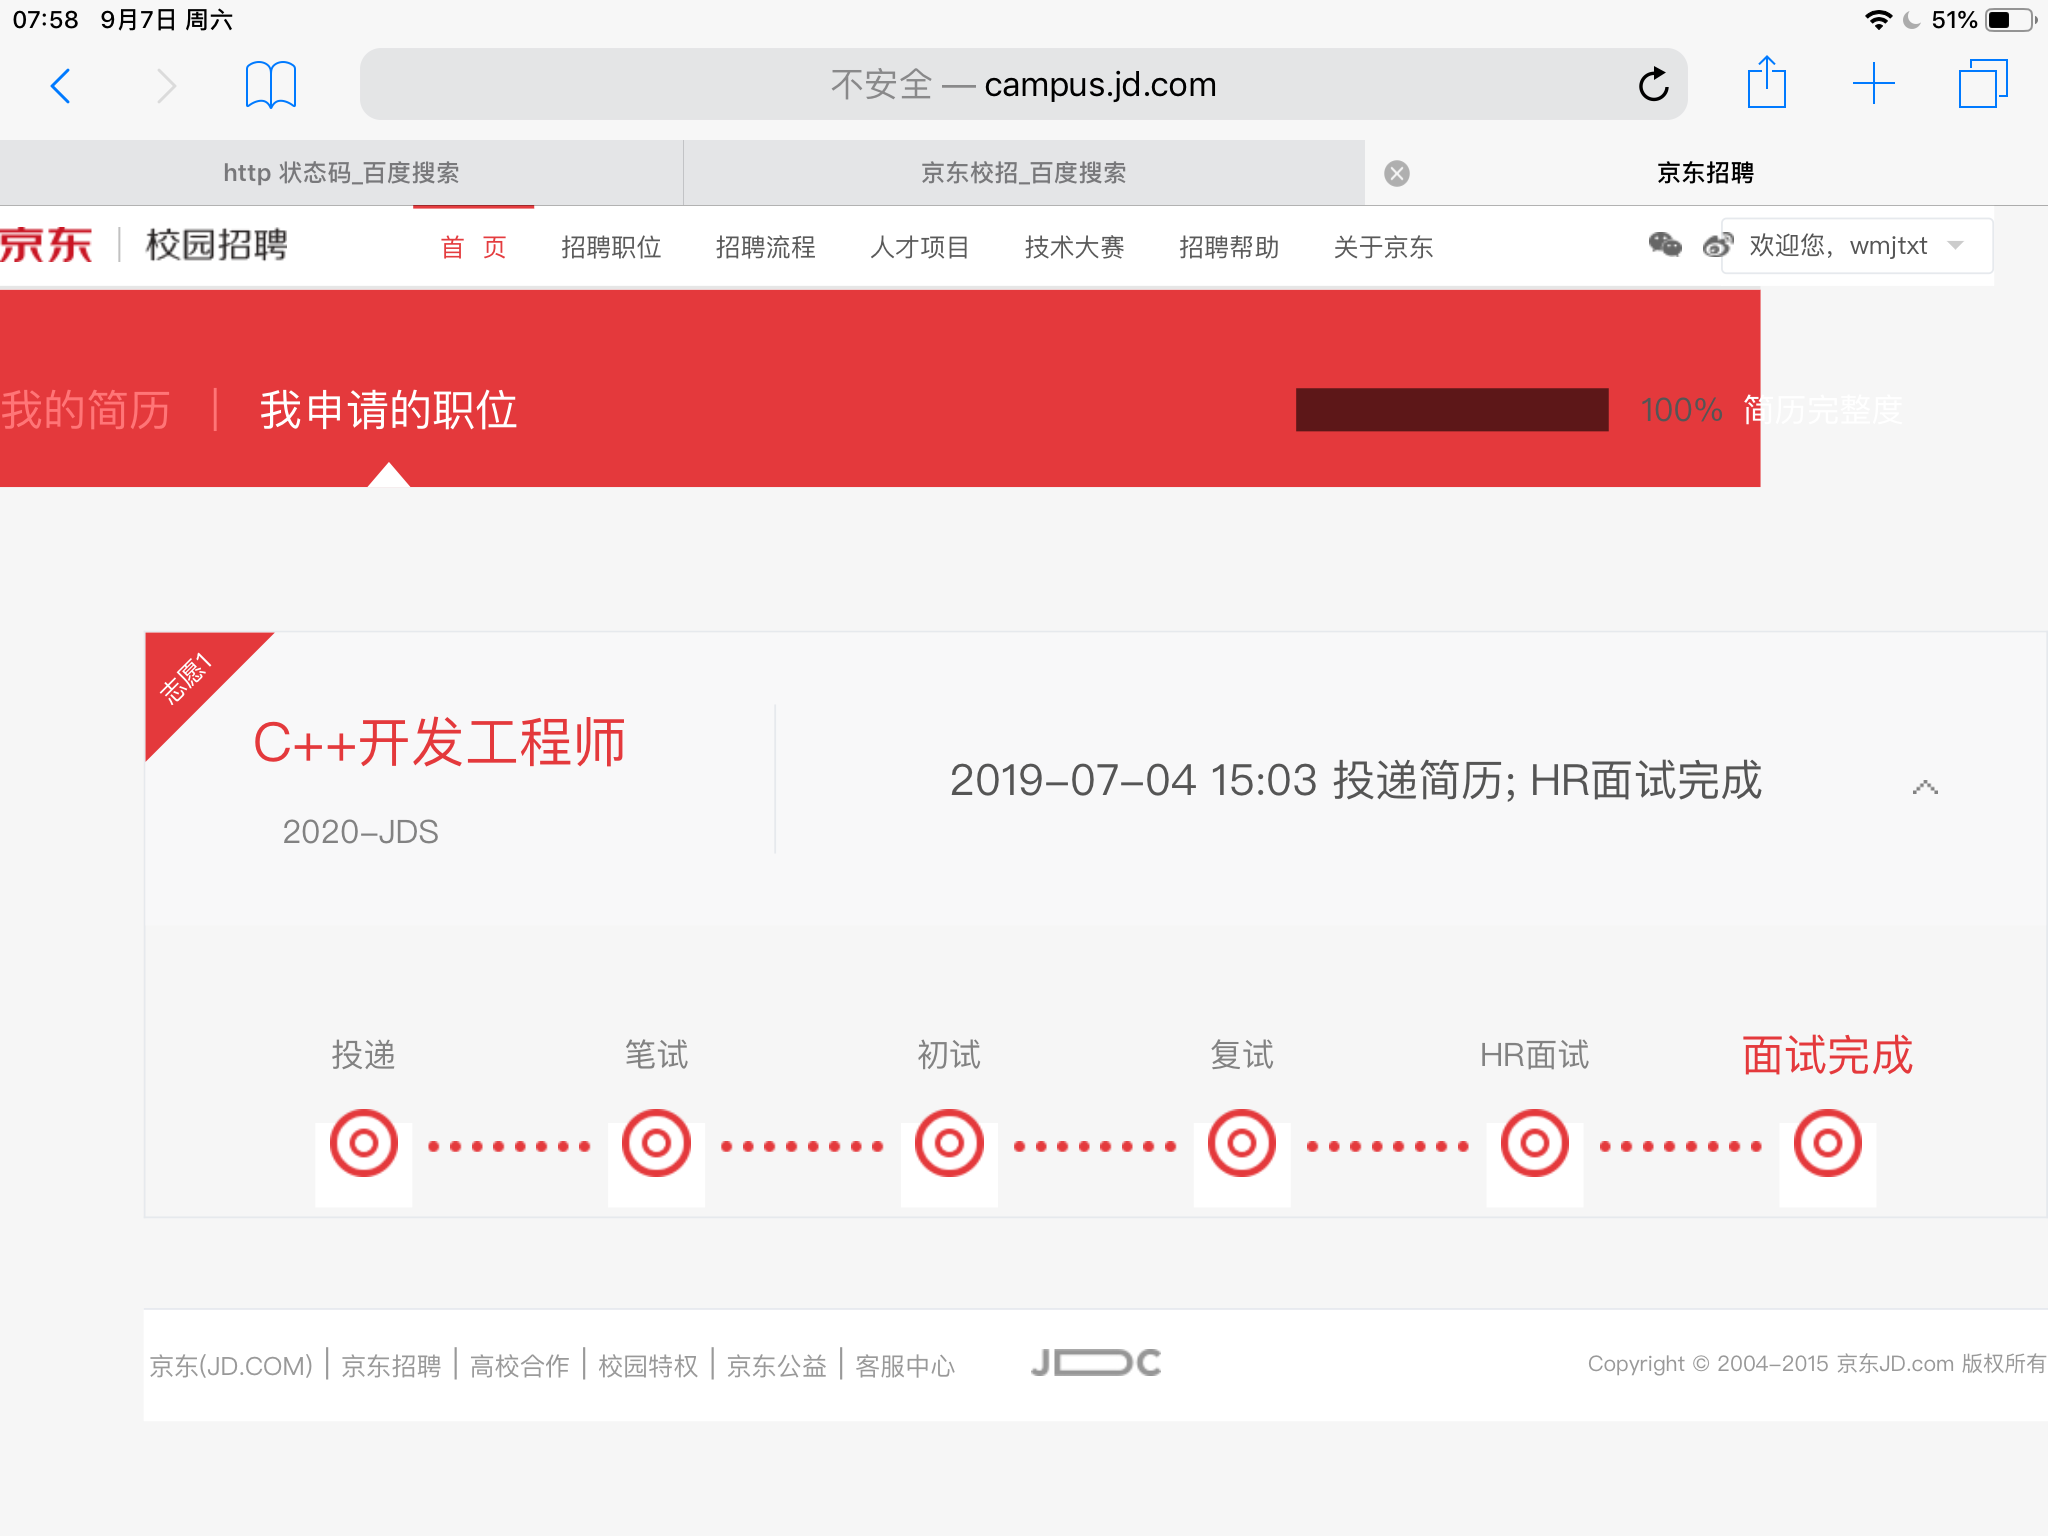 07:58 9月7日 周六
51%
不安全 — campus.jd.com
http 状态码_百度搜索
京东校招_百度搜索
京东招聘
京东 校园招聘
首 页 招聘职位 招聘流程 人才项目 技术大赛 招聘帮助 关于京东
欢迎您，wmjtxt
我的简历 我申请的职位
100% 简历完整度
志愿1
C++开发工程师
2020-JDS
2019-07-04 15:03 投递简历; HR面试完成
投递 笔试 初试 复试 HR面试 面试完成
京东(JD.COM) | 京东招聘 | 高校合作 | 校园特权 | 京东公益 | 客服中心
JDC
Copyright © 2004-2015 京东JD.com 版权所有